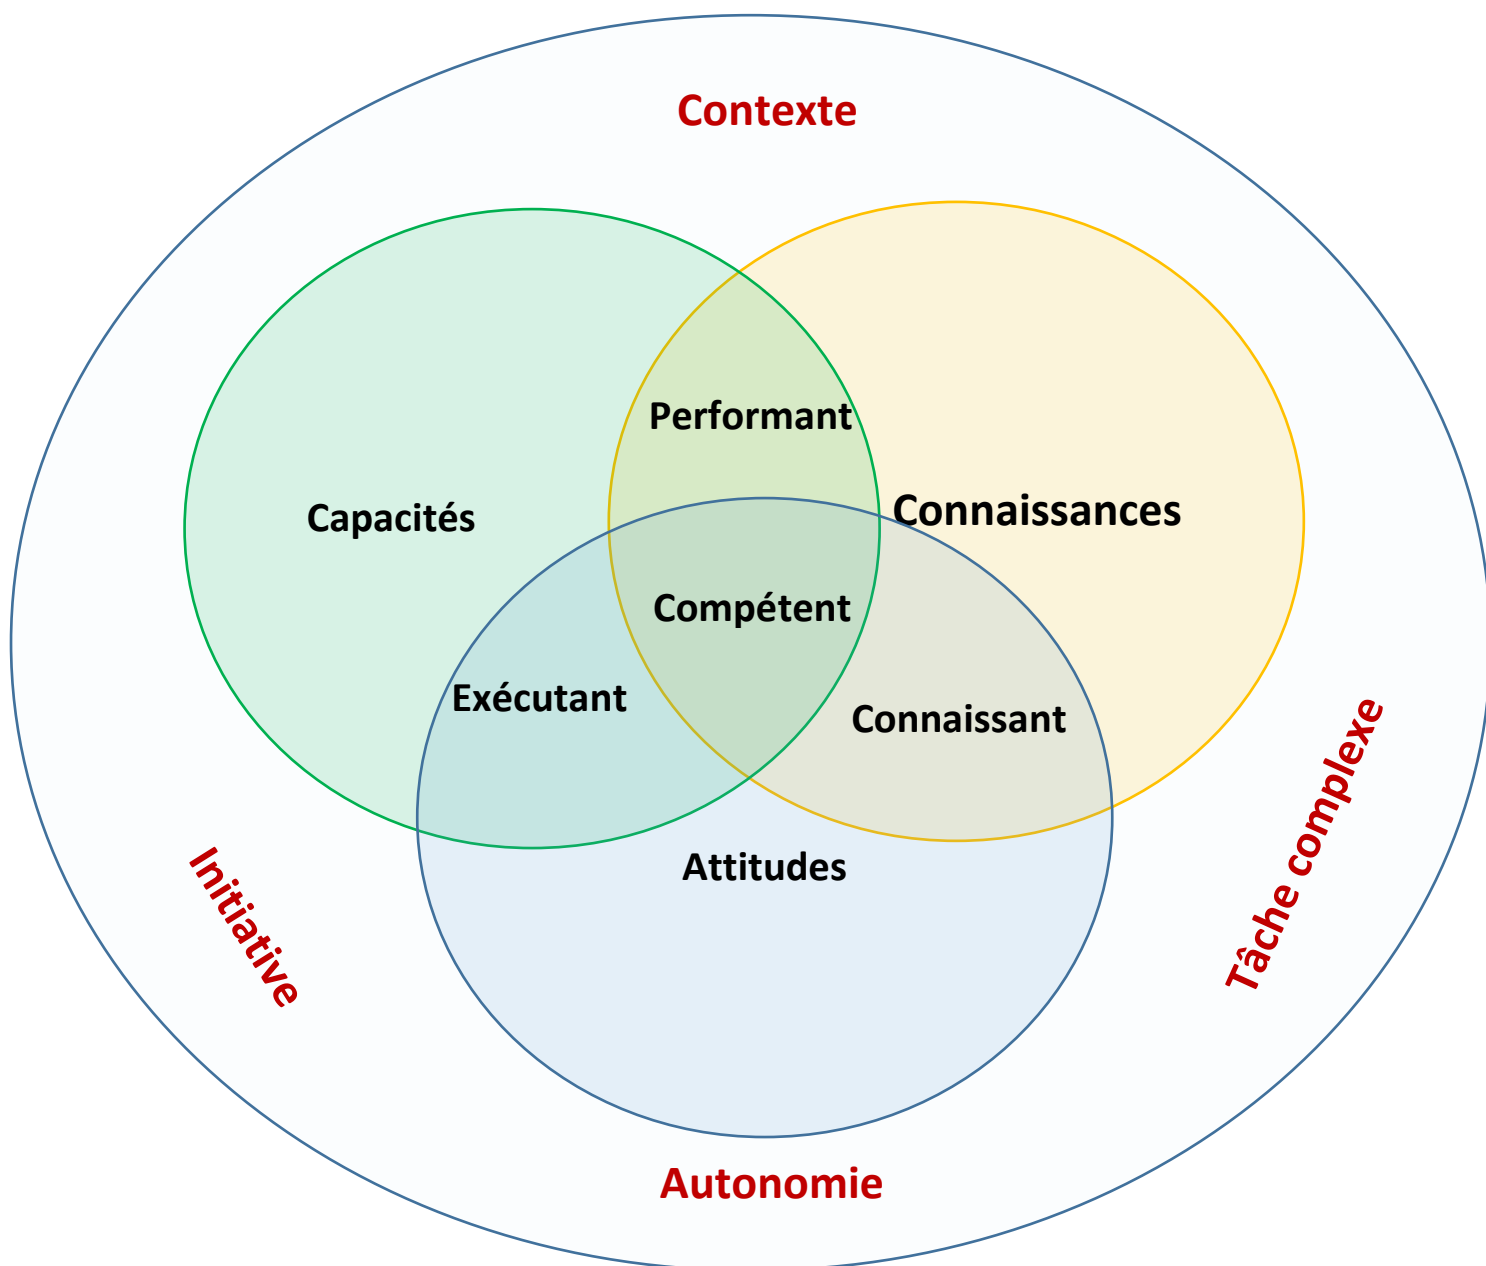 Contexte
Performant
Capacités
Connaissances
Compétent
Exécutant
Connaissant
Attitudes
Initiative
Tâche complexe
Autonomie